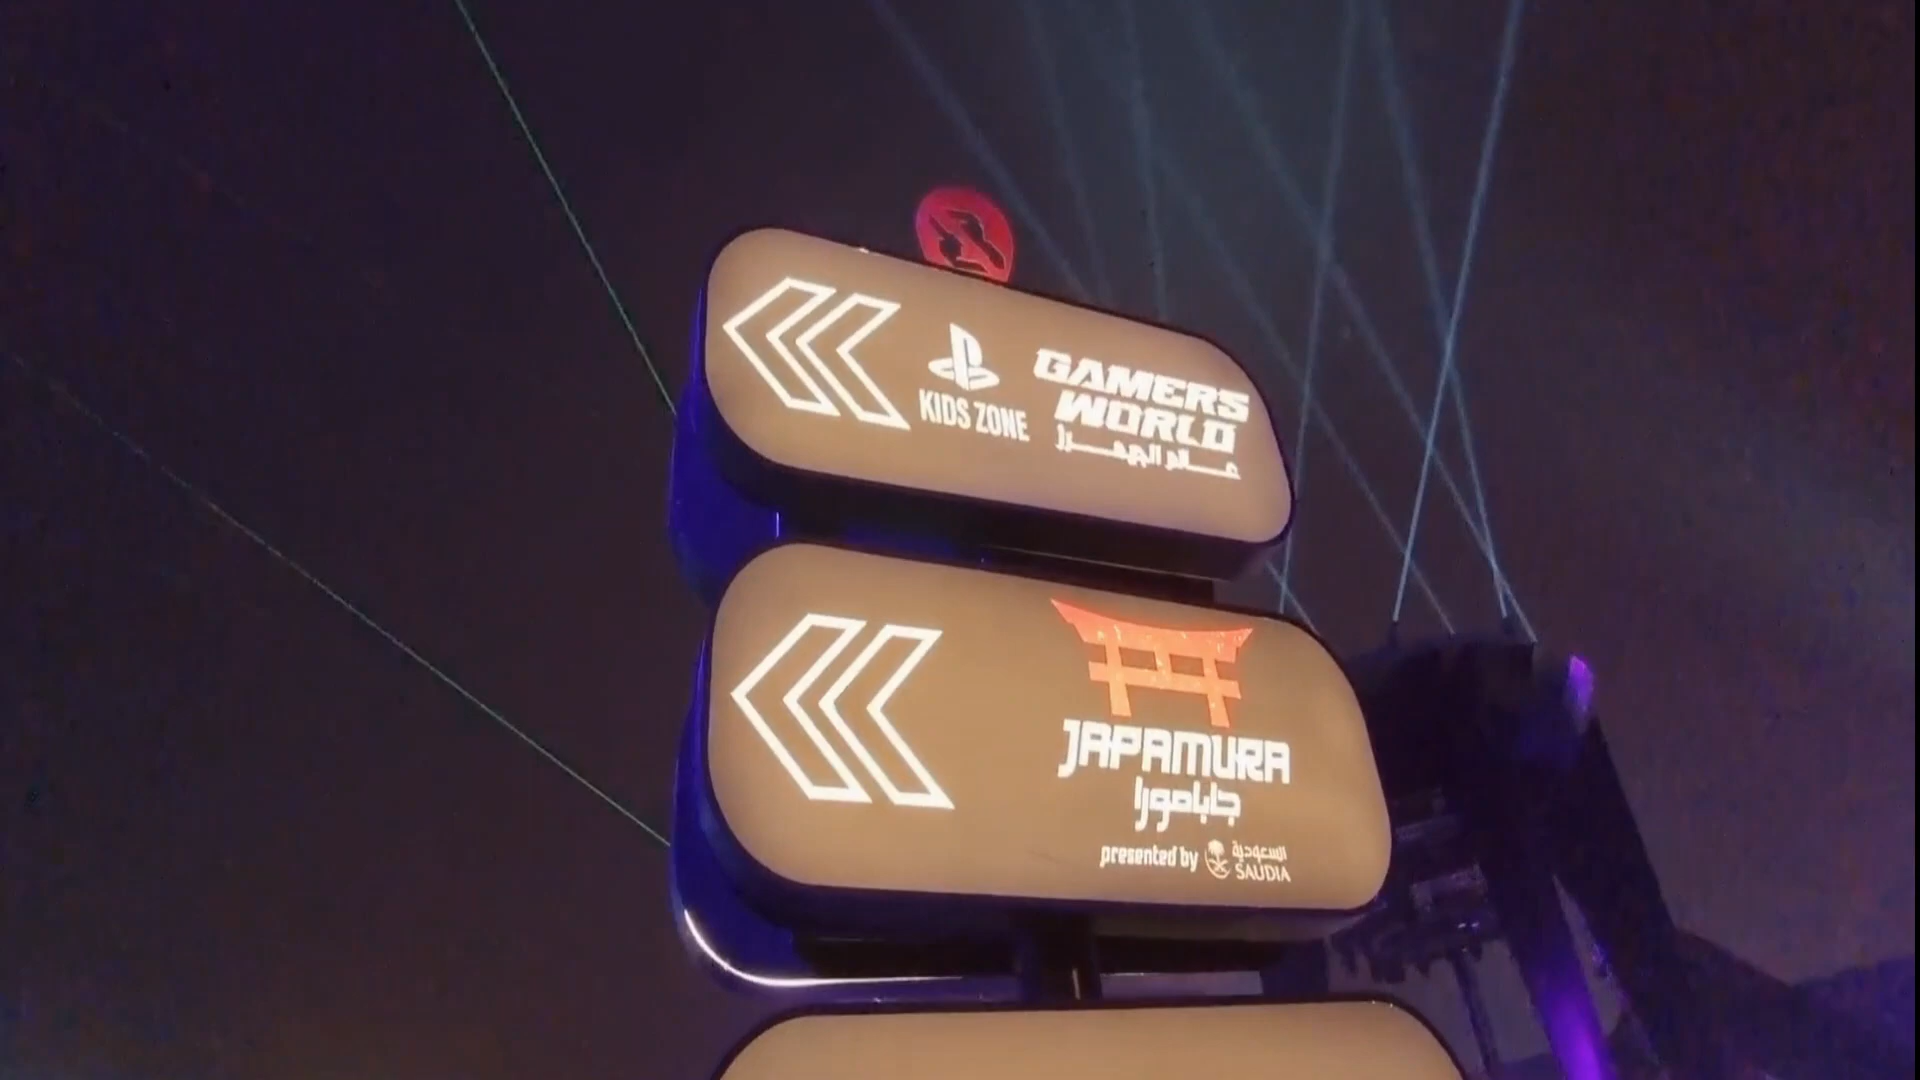 KIDS ZONE
GAMERS
WORLD
عالم الجيمرز
JAPAMURA
جابامورا
presented by
السعودية
SAUDIA